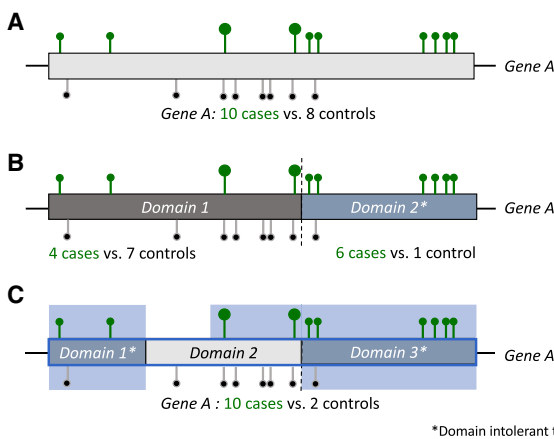 A
Gene A
Gene A: 10 cases vs. 8 controls
B
Domain 1
Domain 2*
Gene A
4 cases vs. 7 controls
6 cases vs. 1 control
C
Domain 1*
Domain 2
Domain 3*
Gene A
Gene A : 10 cases vs. 2 controls
*Domain intolerant t